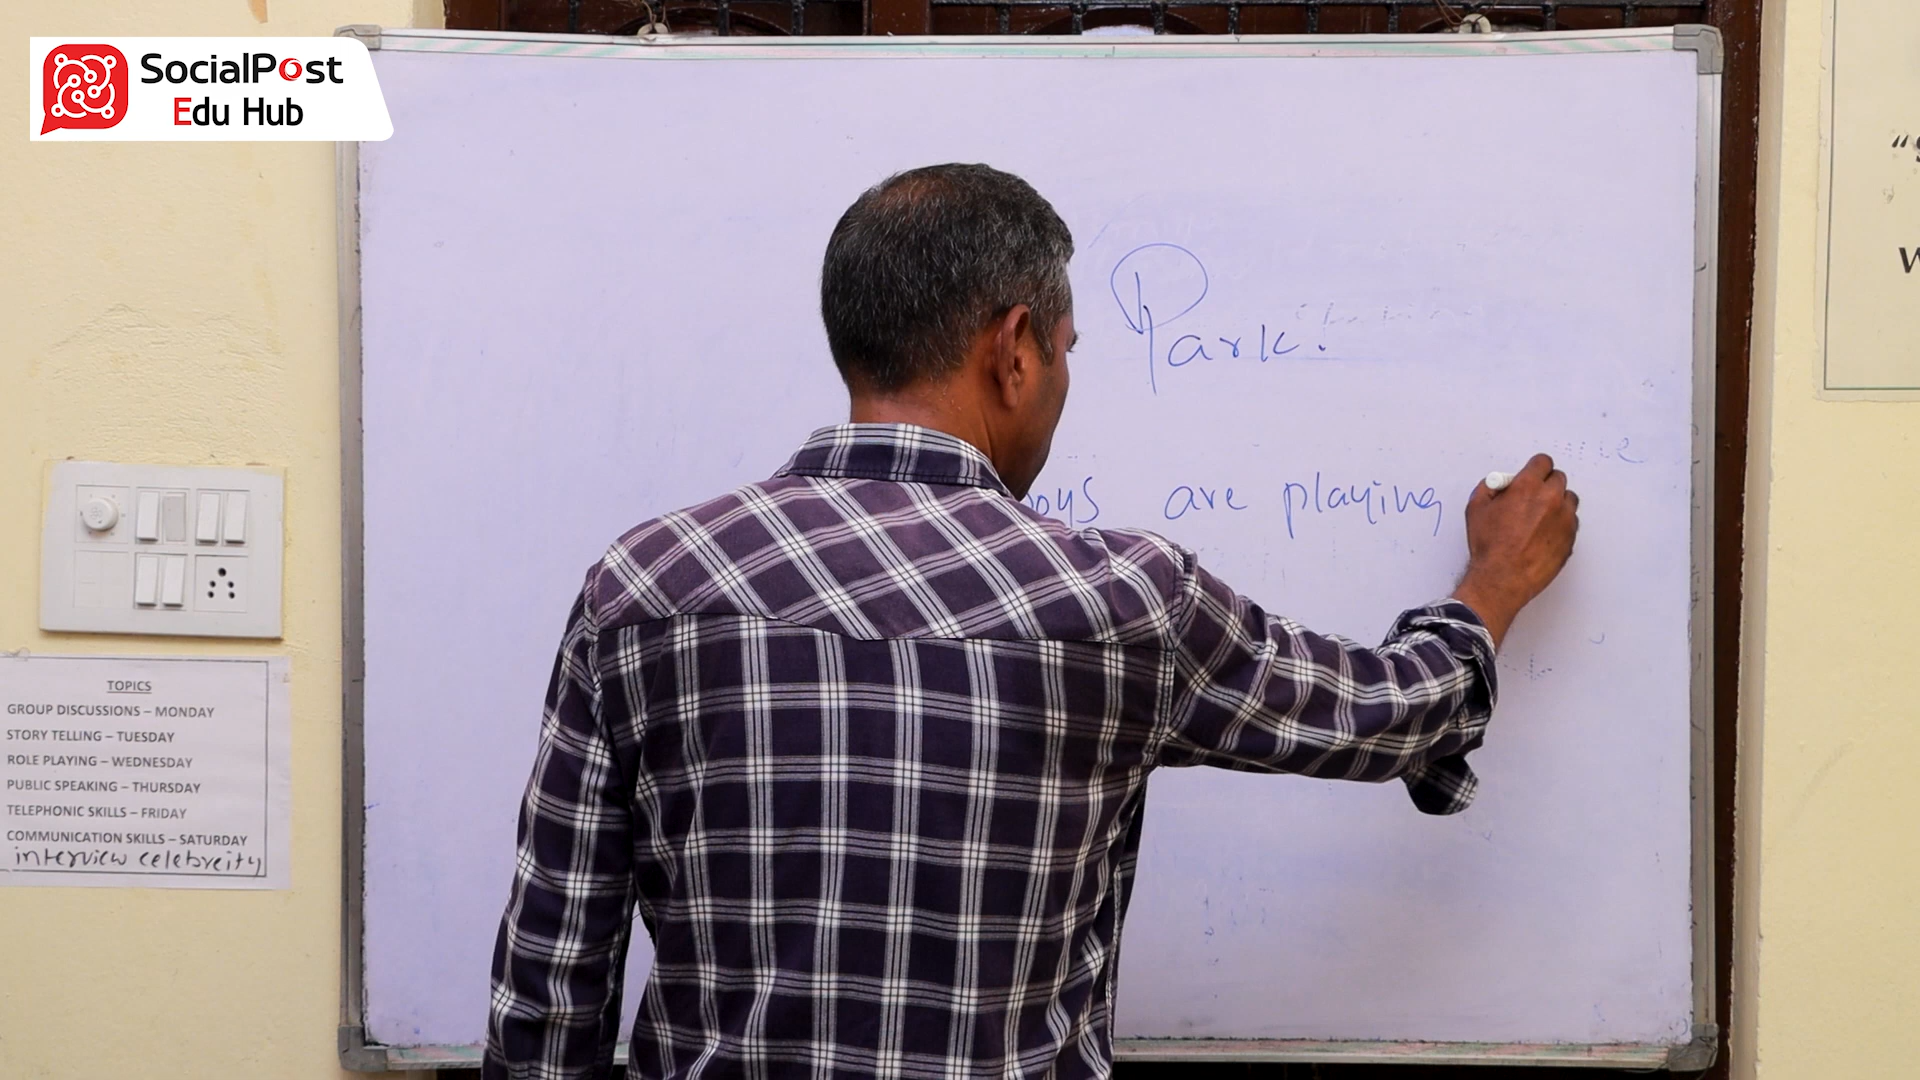 SocialPost
Edu Hub
Park.
boys are playing
TOPICS
GROUP DISCUSSIONS – MONDAY
STORY TELLING – TUESDAY
ROLE PLAYING – WEDNESDAY
PUBLIC SPEAKING – THURSDAY
TELEPHONIC SKILLS – FRIDAY
COMMUNICATION SKILLS – SATURDAY
interview celebreity